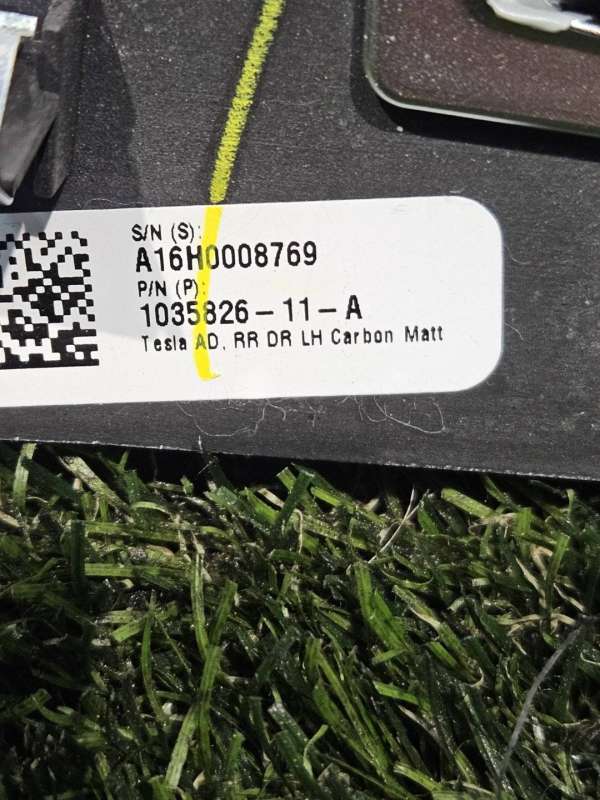 S/N (S):
A16H0008769
P/N (P):
1035826-11-A
Tesla AD, RR DR LH Carbon Matt